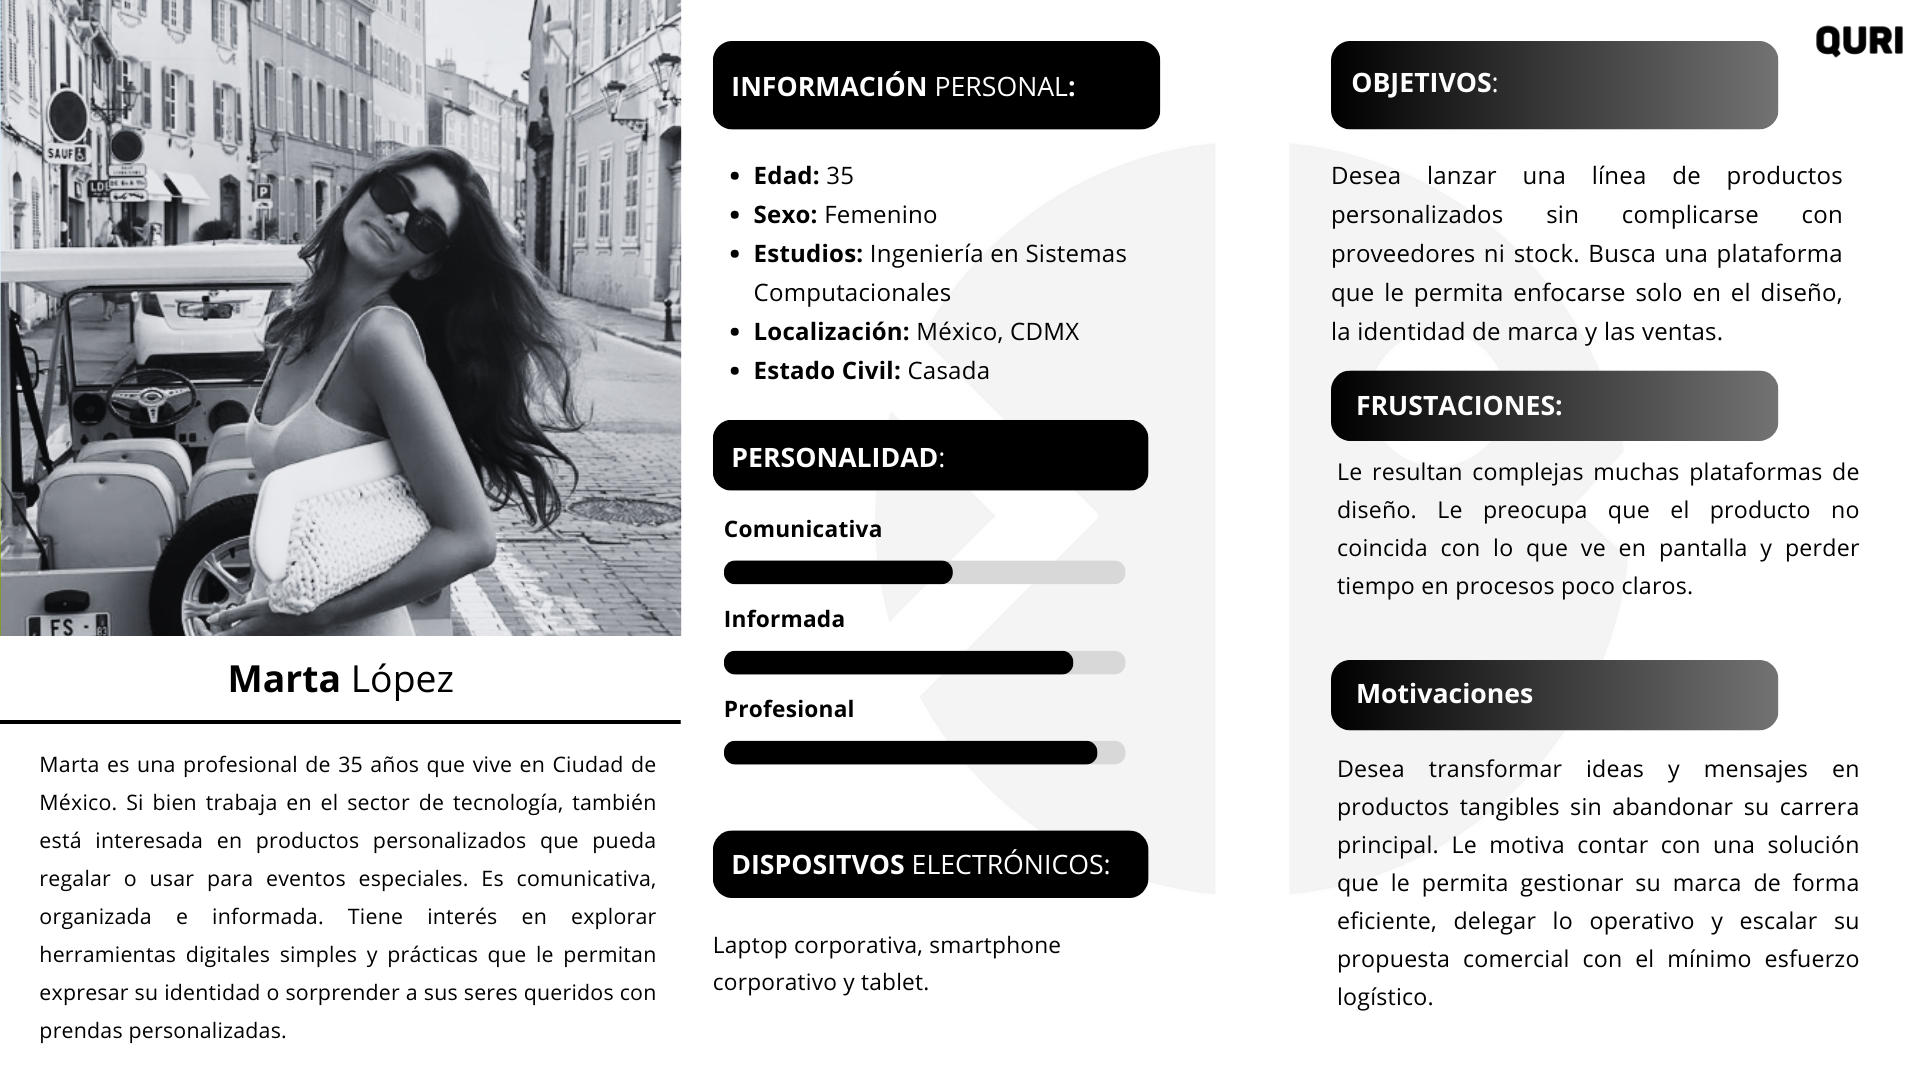 QURI
SAUF
P
FS -
Marta López
Marta es una profesional de 35 años que vive en Ciudad de
México. Si bien trabaja en el sector de tecnología, también
está interesada en productos personalizados que pueda
regalar o usar para eventos especiales. Es comunicativa,
organizada e informada. Tiene interés en explorar
herramientas digitales simples y prácticas que le permitan
expresar su identidad o sorprender a sus seres queridos con
prendas personalizadas.
INFORMACIÓN PERSONAL:
• Edad: 35
• Sexo: Femenino
• Estudios: Ingeniería en Sistemas
Computacionales
• Localización: México, CDMX
• Estado Civil: Casada
PERSONALIDAD:
Comunicativa
Informada
Profesional
DISPOSITVOS ELECTRÓNICOS:
Laptop corporativa, smartphone
corporativo y tablet.
OBJETIVOS:
Desea lanzar una línea de productos
personalizados sin complicarse con
proveedores ni stock. Busca una plataforma
que le permita enfocarse solo en el diseño,
la identidad de marca y las ventas.
FRUSTACIONES:
Le resultan complejas muchas plataformas de
diseño. Le preocupa que el producto no
coincida con lo que ve en pantalla y perder
tiempo en procesos poco claros.
Motivaciones
Desea transformar ideas y mensajes en
productos tangibles sin abandonar su carrera
principal. Le motiva contar con una solución
que le permita gestionar su marca de forma
eficiente, delegar lo operativo y escalar su
propuesta comercial con el mínimo esfuerzo
logístico.